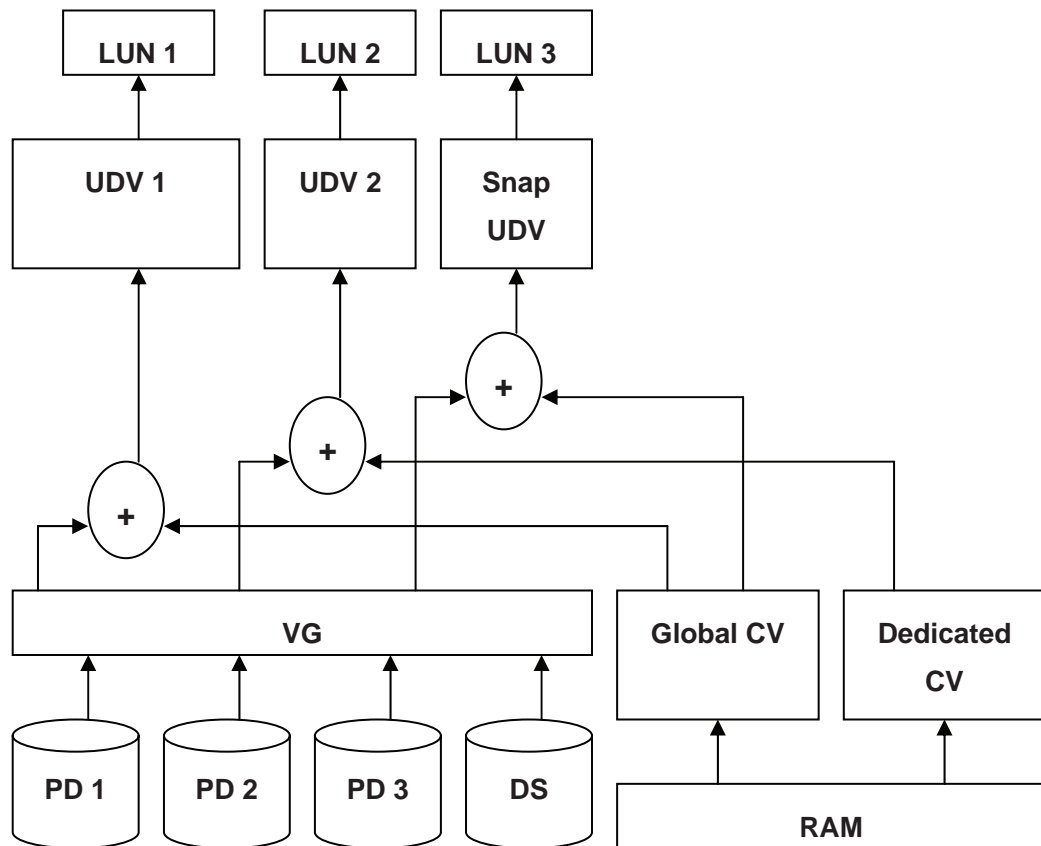 LUN 1
LUN 2
LUN 3
UDV 1
UDV 2
Snap
UDV
+
+
+
VG
Global CV
Dedicated
CV
PD 1
PD 2
PD 3
DS
RAM